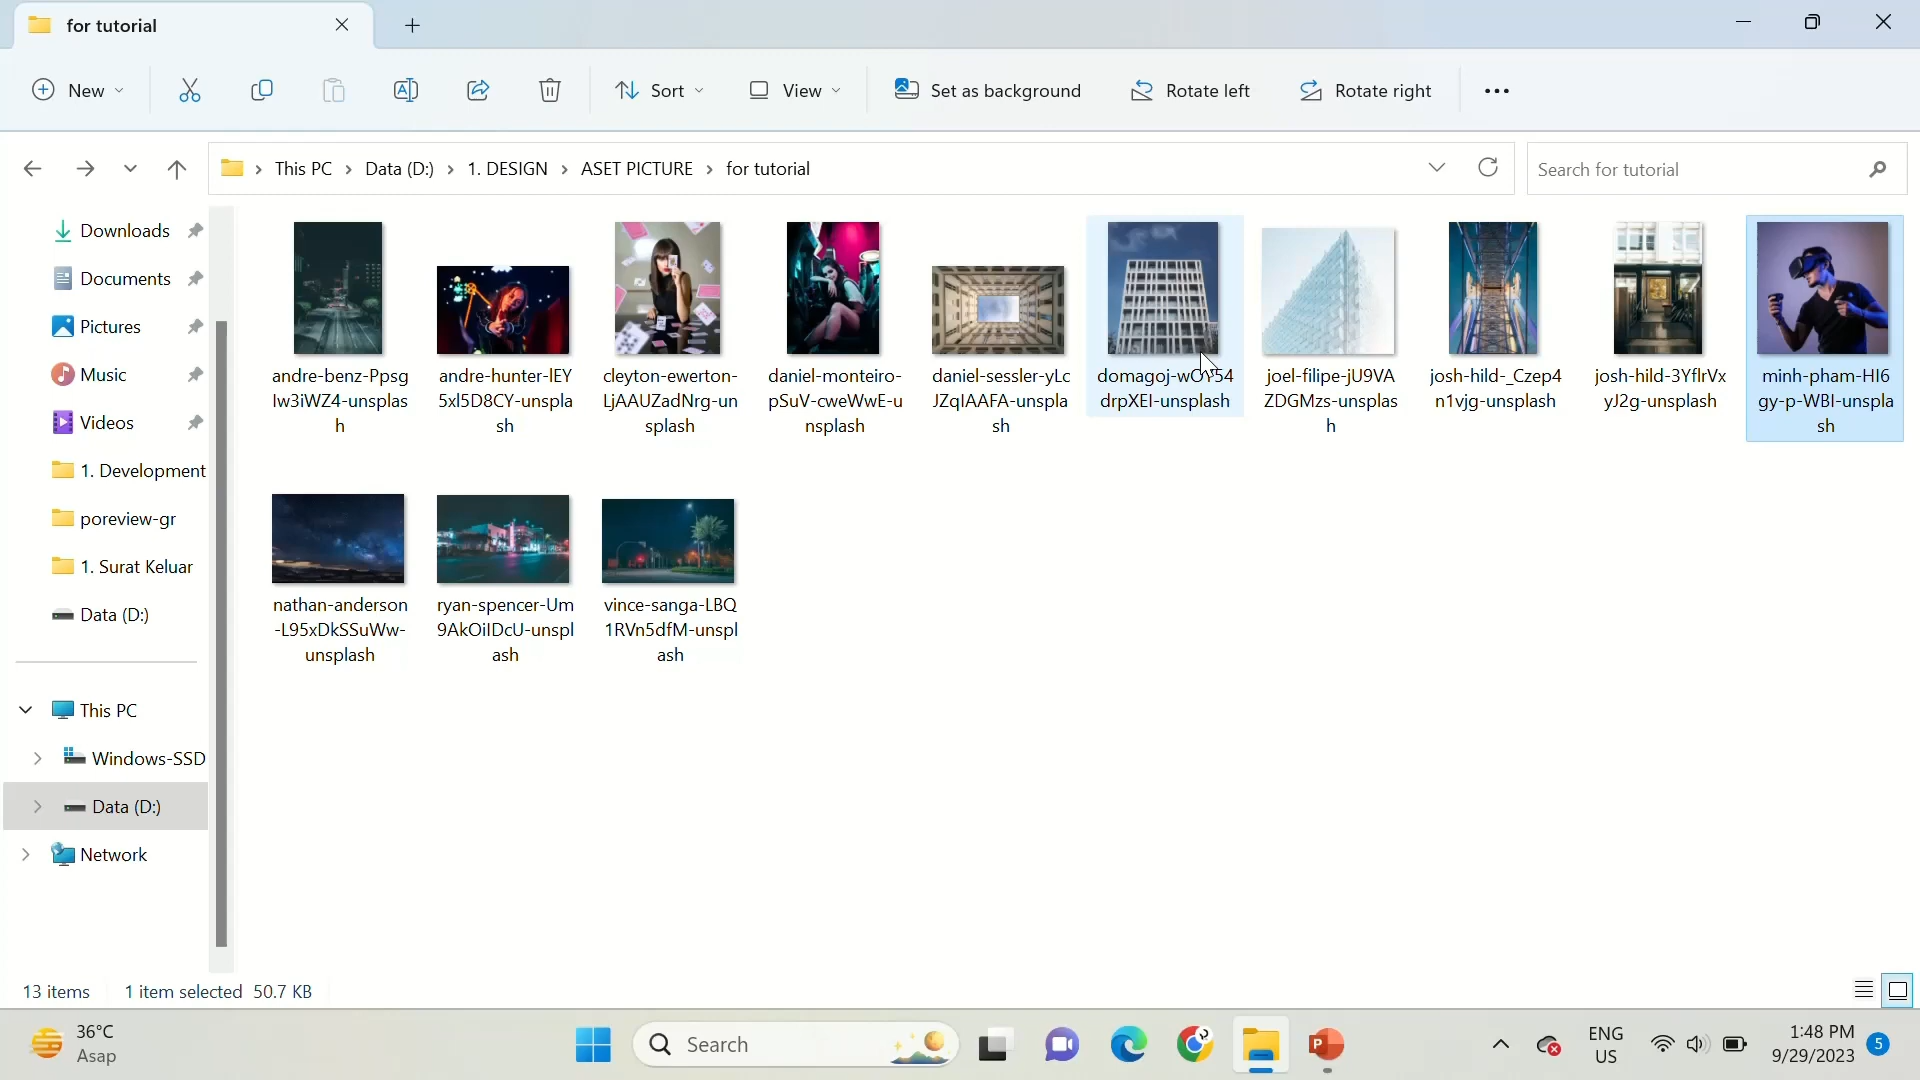 for tutorial
New
Sort
View
Set as background
Rotate left
Rotate right
This PC
Data (D:)
1. DESIGN
ASET PICTURE
for tutorial
Search for tutorial
Downloads
Documents
Pictures
Music
Videos
1. Development
poreview-gr
1. Surat Keluar
Data (D:)
This PC
Windows-SSD
Data (D:)
Network
andre-benz-Ppsg
Iw3iWZ4-unsplas
h
andre-hunter-lEY
5xl5D8CY-unspla
sh
cleyton-ewerton-
LjAAUZadNrg-un
splash
daniel-monteiro-
pSuV-cweWwE-u
nsplash
daniel-sessler-yLc
JZqlAAFA-unspla
sh
drpXEI-unsplash
joel-filipe-jU9VA
ZDGMzs-unsplas
h
josh-hild-_Czep4
n1vjg-unsplash
josh-hild-3YflrVx
yJ2g-unsplash
minh-pham-HI6
gy-p-WBI-unspla
sh
nathan-anderson
-L95xDkSSuWw-
unsplash
ryan-spencer-Um
9AkOilDcU-unspl
ash
vince-sanga-LBQ
1RVn5dfM-unspl
ash
13 items
1 item selected 50.7 KB
36°C
Asap
Search
ENG
US
1:48 PM
9/29/2023
5